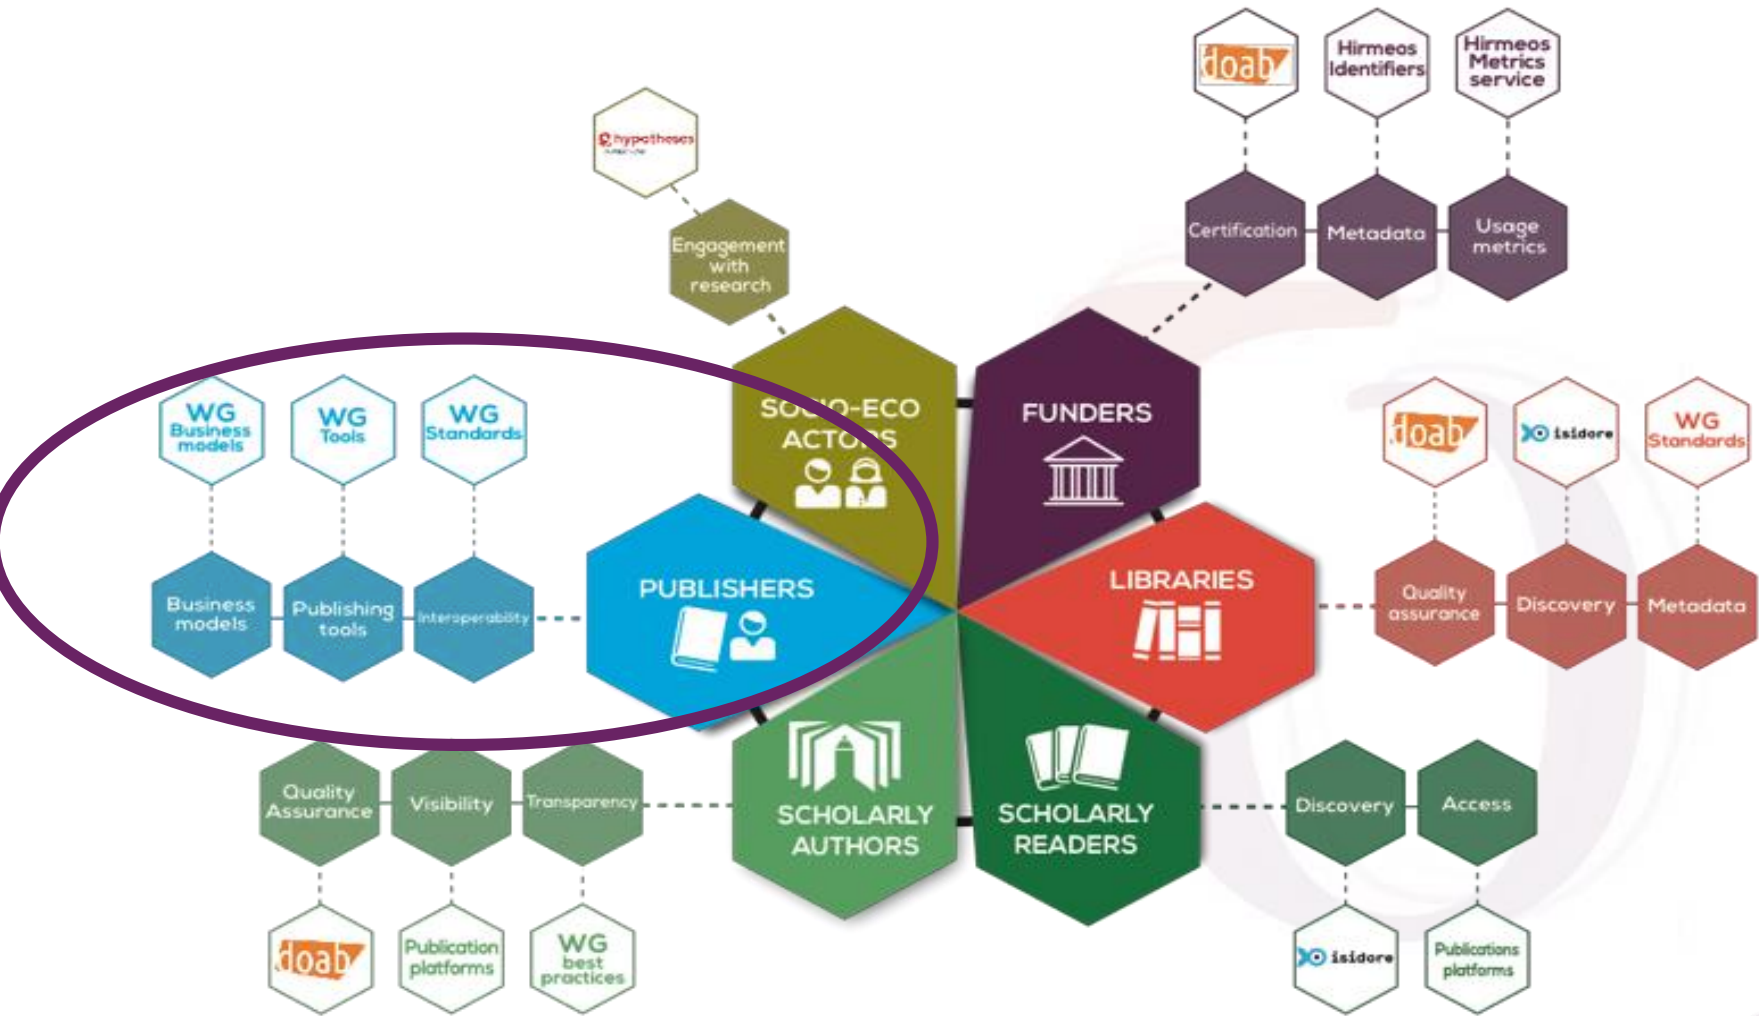 doab
Hirmeos
Identifiers
Hirmeos
Metrics
service
hypotheses
Certification
Metadata
Usage
metrics
Engagement
with
research
SOCIO-ECO
ACTORS
FUNDERS
WG
Business
models
WG
Tools
WG
Standards
doab
isidore
WG
Standards
Business
models
Publishing
tools
Interoperability
PUBLISHERS
LIBRARIES
Quality
assurance
Discovery
Metadata
Quality
Assurance
Visibility
Transparency
SCHOLARLY
AUTHORS
SCHOLARLY
READERS
Discovery
Access
doab
Publication
platforms
WG
best
practices
isidore
Publications
platforms